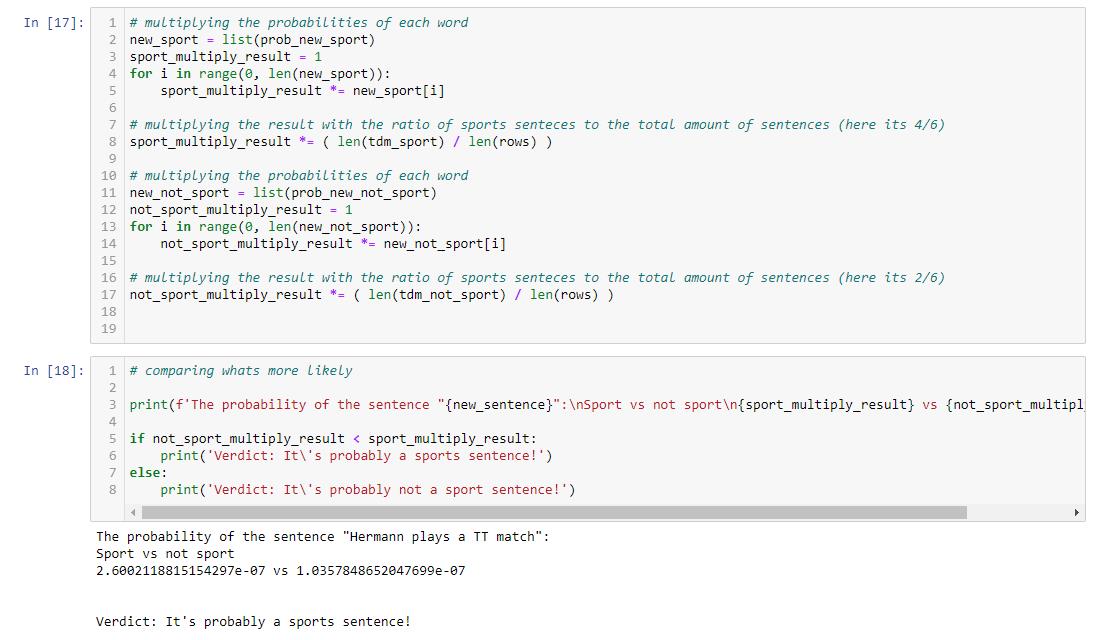 In [17]:
1 # multiplying the probabilities of each word
2 new_sport = list(prob_new_sport)
3 sport_multiply_result = 1
4 for i in range(0, len(new_sport)):
5     sport_multiply_result *= new_sport[i]
6
7 # multiplying the result with the ratio of sports senteces to the total amount of sentences (here its 4/6)
8 sport_multiply_result *= ( len(tdm_sport) / len(rows) )
9
10 # multiplying the probabilities of each word
11 new_not_sport = list(prob_new_not_sport)
12 not_sport_multiply_result = 1
13 for i in range(0, len(new_not_sport)):
14     not_sport_multiply_result *= new_not_sport[i]
15
16 # multiplying the result with the ratio of sports senteces to the total amount of sentences (here its 2/6)
17 not_sport_multiply_result *= ( len(tdm_not_sport) / len(rows) )
18
19
In [18]:
1 # comparing whats more likely
2
3 print(f'The probability of the sentence "{new_sentence}":\nSport vs not sport\n{sport_multiply_result} vs {not_sport_multipl
4
5 if not_sport_multiply_result < sport_multiply_result:
6     print('Verdict: It\'s probably a sports sentence!')
7 else:
8     print('Verdict: It\'s probably not a sport sentence!')
The probability of the sentence "Hermann plays a TT match":
Sport vs not sport
2.6002118815154297e-07 vs 1.0357848652047699e-07
Verdict: It's probably a sports sentence!